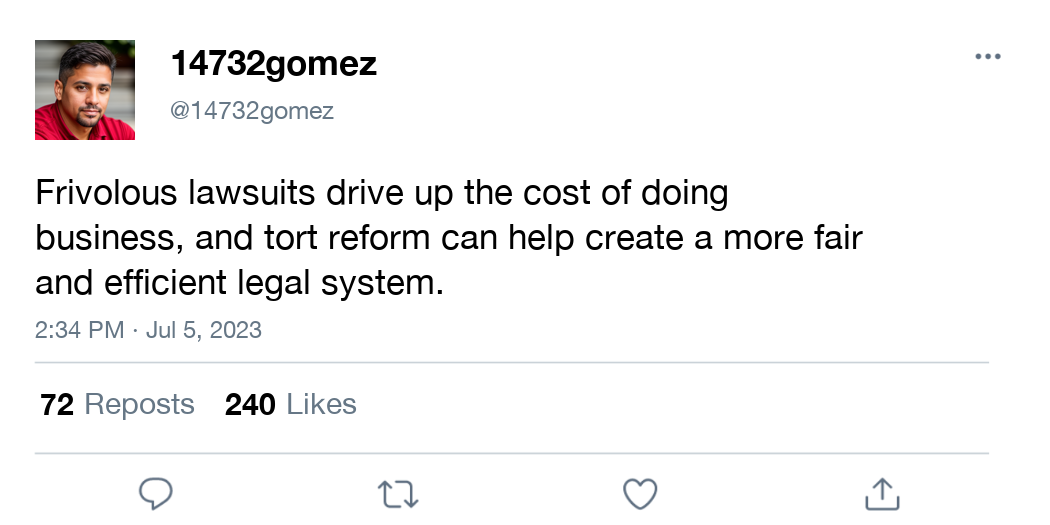 14732gomez
@14732gomez
Frivolous lawsuits drive up the cost of doing
business, and tort reform can help create a more fair
and efficient legal system.
2:34 PM · Jul 5, 2023
72 Reposts 240 Likes